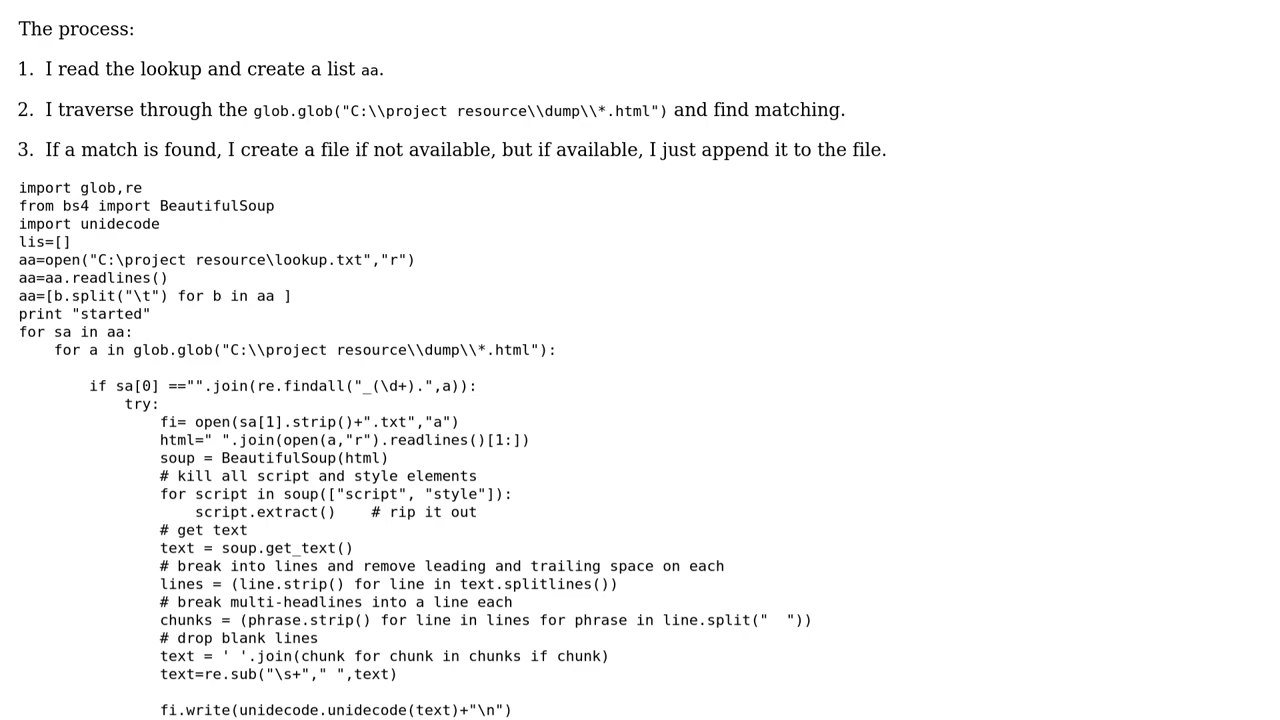 The process:
1. I read the lookup and create a list aa.
2. I traverse through the glob.glob("C:\\project resource\\dump\\*.html") and find matching.
3. If a match is found, I create a file if not available, but if available, I just append it to the file.
import glob,re
from bs4 import BeautifulSoup
import unidecode
lis=[]
aa=open("C:\project resource\lookup.txt","r")
aa=aa.readlines()
aa=[b.split("\t") for b in aa ]
print "started"
for sa in aa:
    for a in glob.glob("C:\\project resource\\dump\\*.html"):
        if sa[0] =="".join(re.findall("_(\d+).",a)):
            try:
                fi= open(sa[1].strip()+".txt","a")
                html=" ".join(open(a,"r").readlines()[1:])
                soup = BeautifulSoup(html)
                # kill all script and style elements
                for script in soup(["script", "style"]):
                    script.extract()    # rip it out
                # get text
                text = soup.get_text()
                # break into lines and remove leading and trailing space on each
                lines = (line.strip() for line in text.splitlines())
                # break multi-headlines into a line each
                chunks = (phrase.strip() for line in lines for phrase in line.split("  "))
                # drop blank lines
                text = ' '.join(chunk for chunk in chunks if chunk)
                text=re.sub("\s+"," ",text)
                fi.write(unidecode.unidecode(text)+"\n")